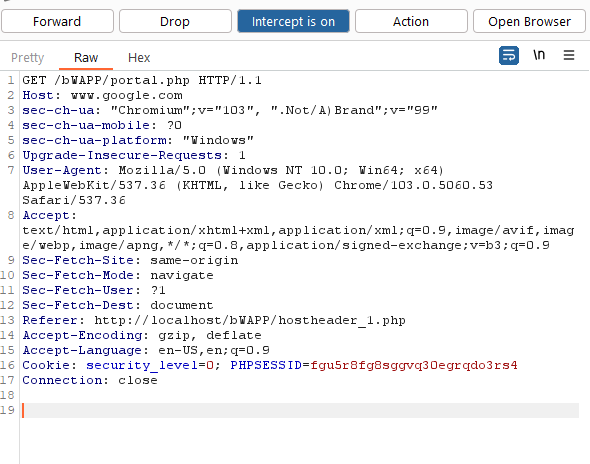 Forward Drop Intercept is on Action Open Browser
Pretty Raw Hex \n
1 GET /bWAPP/portal.php HTTP/1.1
2 Host: www.google.com
3 sec-ch-ua: "Chromium";v="103", ".Not/A)Brand";v="99"
4 sec-ch-ua-mobile: ?0
5 sec-ch-ua-platform: "Windows"
6 Upgrade-Insecure-Requests: 1
7 User-Agent: Mozilla/5.0 (Windows NT 10.0; Win64; x64)
AppleWebKit/537.36 (KHTML, like Gecko) Chrome/103.0.5060.53
Safari/537.36
8 Accept:
text/html,application/xhtml+xml,application/xml;q=0.9,image/avif,imag
e/webp,image/apng,*/*;q=0.8,application/signed-exchange;v=b3;q=0.9
9 Sec-Fetch-Site: same-origin
10 Sec-Fetch-Mode: navigate
11 Sec-Fetch-User: ?1
12 Sec-Fetch-Dest: document
13 Referer: http://localhost/bWAPP/hostheader_1.php
14 Accept-Encoding: gzip, deflate
15 Accept-Language: en-US,en;q=0.9
16 Cookie: security_level=0; PHPSESSID=fgu5r8fg8sggvq30egrqdo3rs4
17 Connection: close
18
19